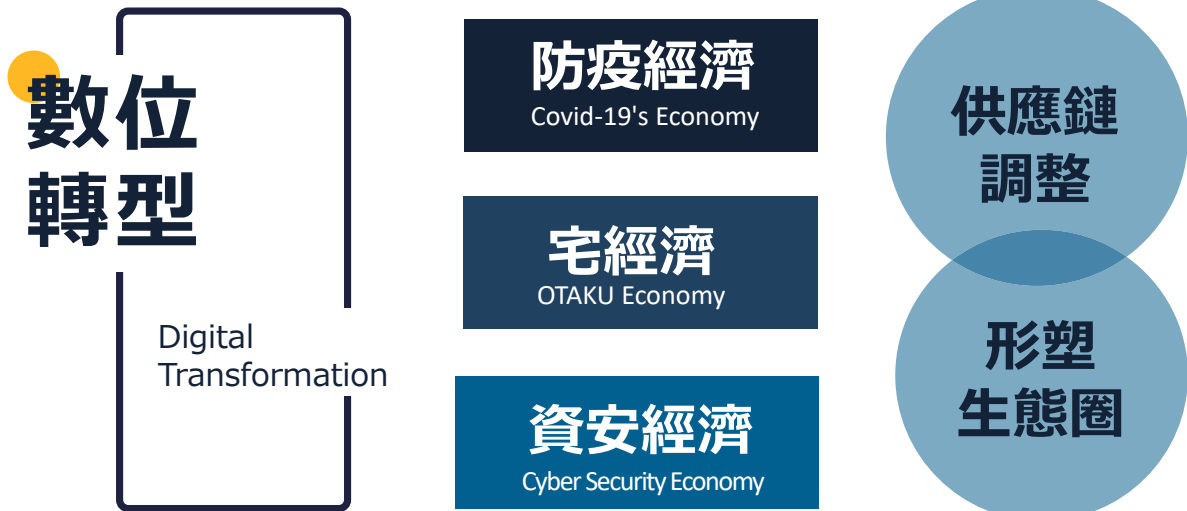 數位
轉型
Digital
Transformation
防疫經濟
Covid-19's Economy
宅經濟
OTAKU Economy
資安經濟
Cyber Security Economy
供應鏈
調整
形塑
生態圈